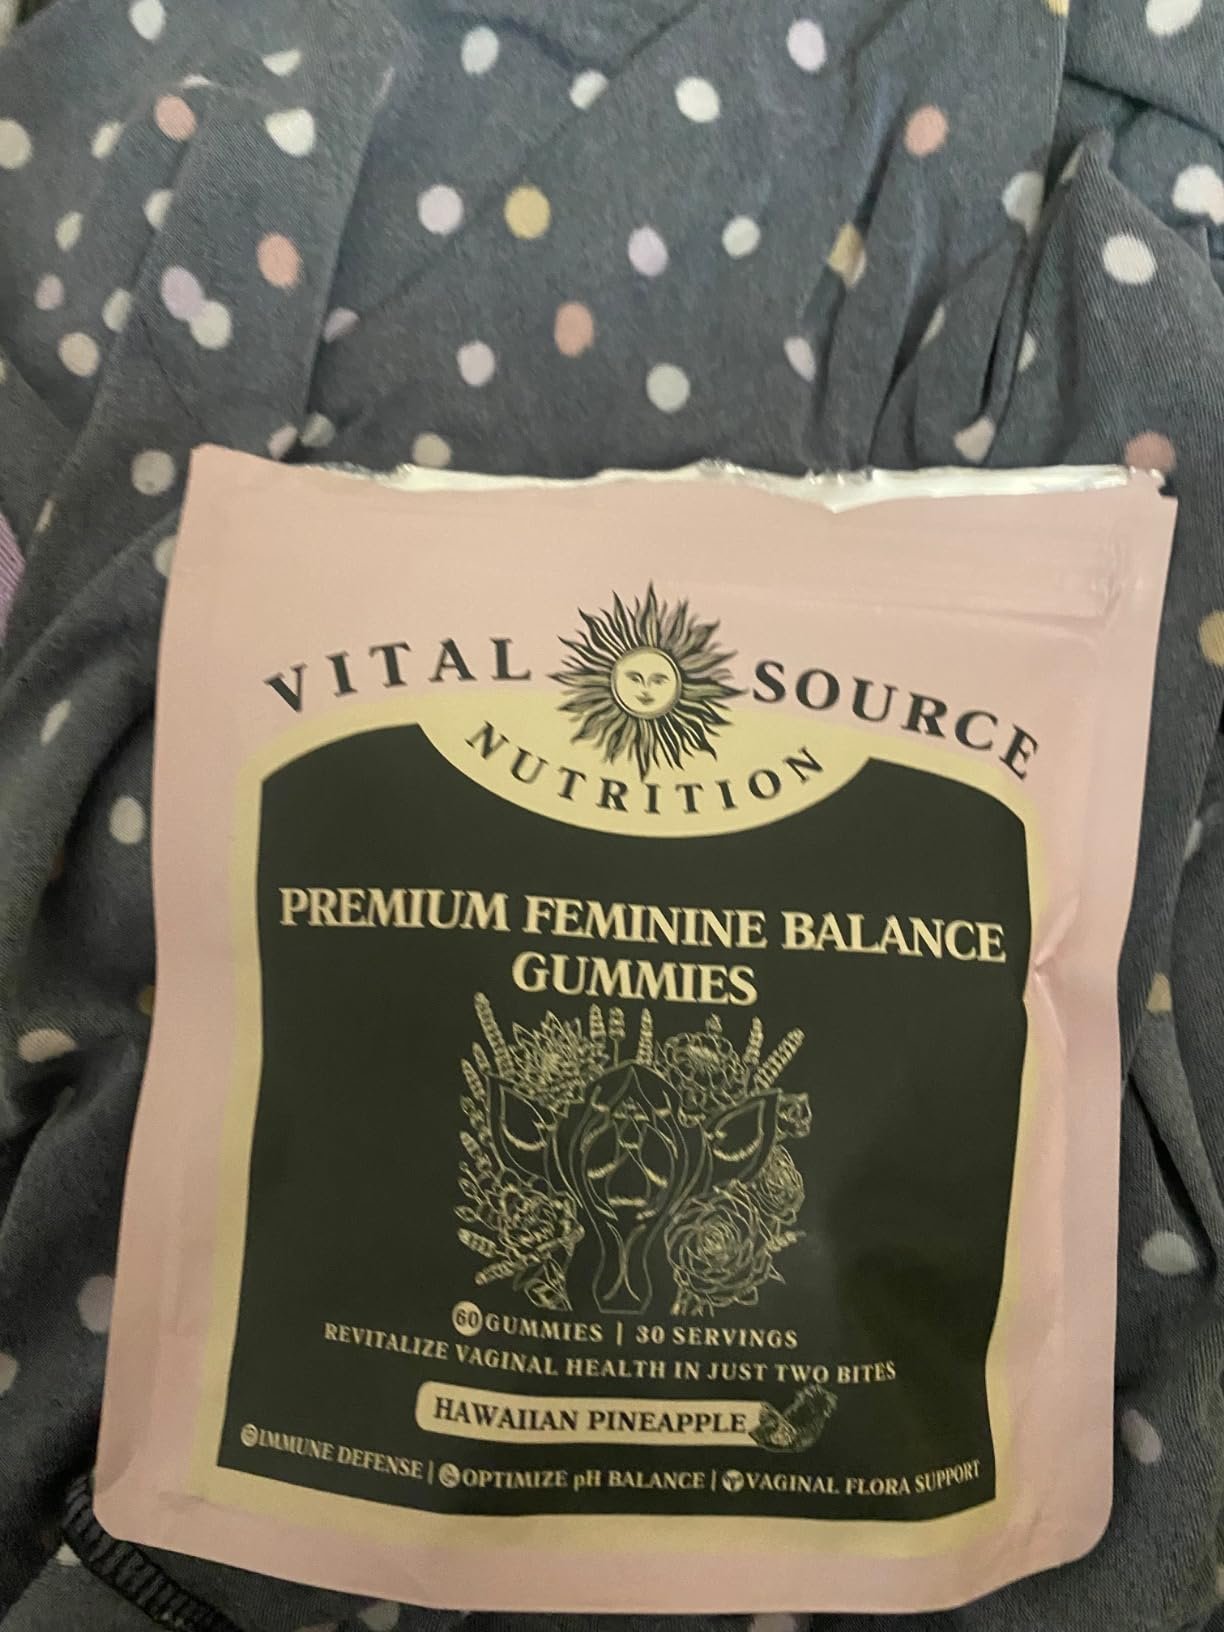 VITAL SOURCE
NUTRITION
PREMIUM FEMININE BALANCE
GUMMIES
60 GUMMIES | 30 SERVINGS
REVITALIZE VAGINAL HEALTH IN JUST TWO BITES
HAWAIIAN PINEAPPLE
IMMUNE DEFENSE | OPTIMIZE pH BALANCE | VAGINAL FLORA SUPPORT